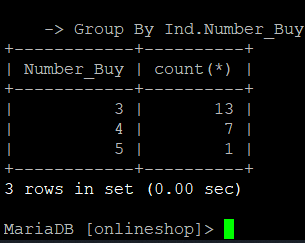 -> Group By Ind.Number_Buy
+------------+----------+
| Number_Buy | count(*) |
+------------+----------+
| 3 | 13 |
| 4 | 7 |
| 5 | 1 |
+------------+----------+
3 rows in set (0.00 sec)
MariaDB [onlineshop]>